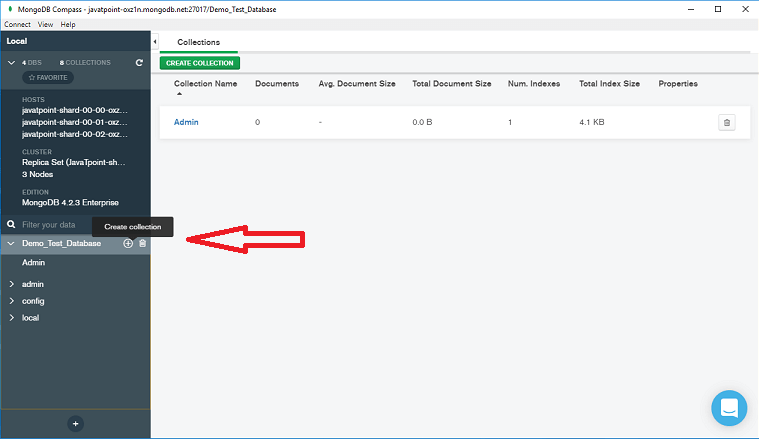 MongoDB Compass - javatpoint-oxz1n.mongodb.net:27017/Demo_Test_Database
Connect View Help
Local
4 DBS 8 COLLECTIONS
FAVORITE
HOSTS
javatpoint-shard-00-00-oxz...
javatpoint-shard-00-01-oxz...
javatpoint-shard-00-02-oxz...
CLUSTER
Replica Set (JavaTpoint-sh...
3 Nodes
EDITION
MongoDB 4.2.3 Enterprise
Filter your data
Create collection
Demo_Test_Database
Admin
admin
config
local
Collections
CREATE COLLECTION
Collection Name Documents Avg. Document Size Total Document Size Num. Indexes Total Index Size Properties
Admin 0 - 0.0 B 1 4.1 KB